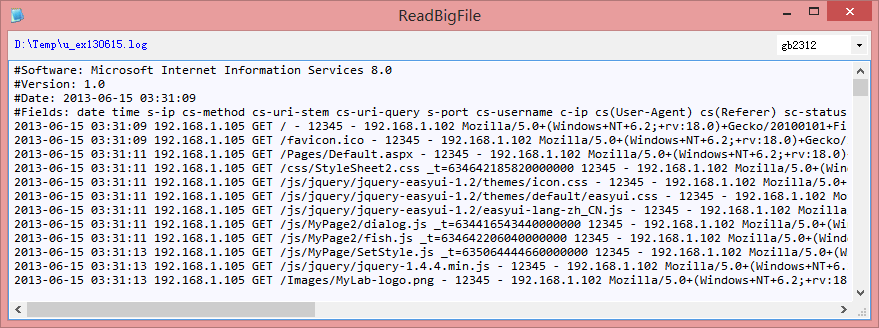 ReadBigFile
D:\Temp\u_ex130615.log
gb2312
#Software: Microsoft Internet Information Services 8.0
#Version: 1.0
#Date: 2013-06-15 03:31:09
#Fields: date time s-ip cs-method cs-uri-stem cs-uri-query s-port cs-username c-ip cs(User-Agent) cs(Referer) sc-status
2013-06-15 03:31:09 192.168.1.105 GET / - 12345 - 192.168.1.102 Mozilla/5.0+(Windows+NT+6.2;+rv:18.0)+Gecko/20100101+Fi
2013-06-15 03:31:09 192.168.1.105 GET /favicon.ico - 12345 - 192.168.1.102 Mozilla/5.0+(Windows+NT+6.2;+rv:18.0)+Gecko/
2013-06-15 03:31:11 192.168.1.105 GET /Pages/Default.aspx - 12345 - 192.168.1.102 Mozilla/5.0+(Windows+NT+6.2;+rv:18.0)
2013-06-15 03:31:11 192.168.1.105 GET /css/StyleSheet2.css _t=634642185820000000 12345 - 192.168.1.102 Mozilla/5.0+(Win
2013-06-15 03:31:11 192.168.1.105 GET /js/jquery/jquery-easyui-1.2/themes/icon.css - 12345 - 192.168.1.102 Mozilla/5.0+
2013-06-15 03:31:11 192.168.1.105 GET /js/jquery/jquery-easyui-1.2/themes/default/easyui.css - 12345 - 192.168.1.102 Mo
2013-06-15 03:31:11 192.168.1.105 GET /js/jquery/jquery-easyui-1.2/easyui-lang-zh_CN.js - 12345 - 192.168.1.102 Mozilla
2013-06-15 03:31:11 192.168.1.105 GET /js/MyPage2/dialog.js _t=634416543440000000 12345 - 192.168.1.102 Mozilla/5.0+(Wi
2013-06-15 03:31:11 192.168.1.105 GET /js/MyPage2/fish.js _t=634642206040000000 12345 - 192.168.1.102 Mozilla/5.0+(Wind
2013-06-15 03:31:11 192.168.1.105 GET /js/MyPage/SetStyle.js _t=635064444660000000 12345 - 192.168.1.102 Mozilla/5.0+(W
2013-06-15 03:31:13 192.168.1.105 GET /js/jquery/jquery-1.4.4.min.js - 12345 - 192.168.1.102 Mozilla/5.0+(Windows+NT+6.
2013-06-15 03:31:13 192.168.1.105 GET /Images/MyLab-logo.png - 12345 - 192.168.1.102 Mozilla/5.0+(Windows+NT+6.2;+rv:18